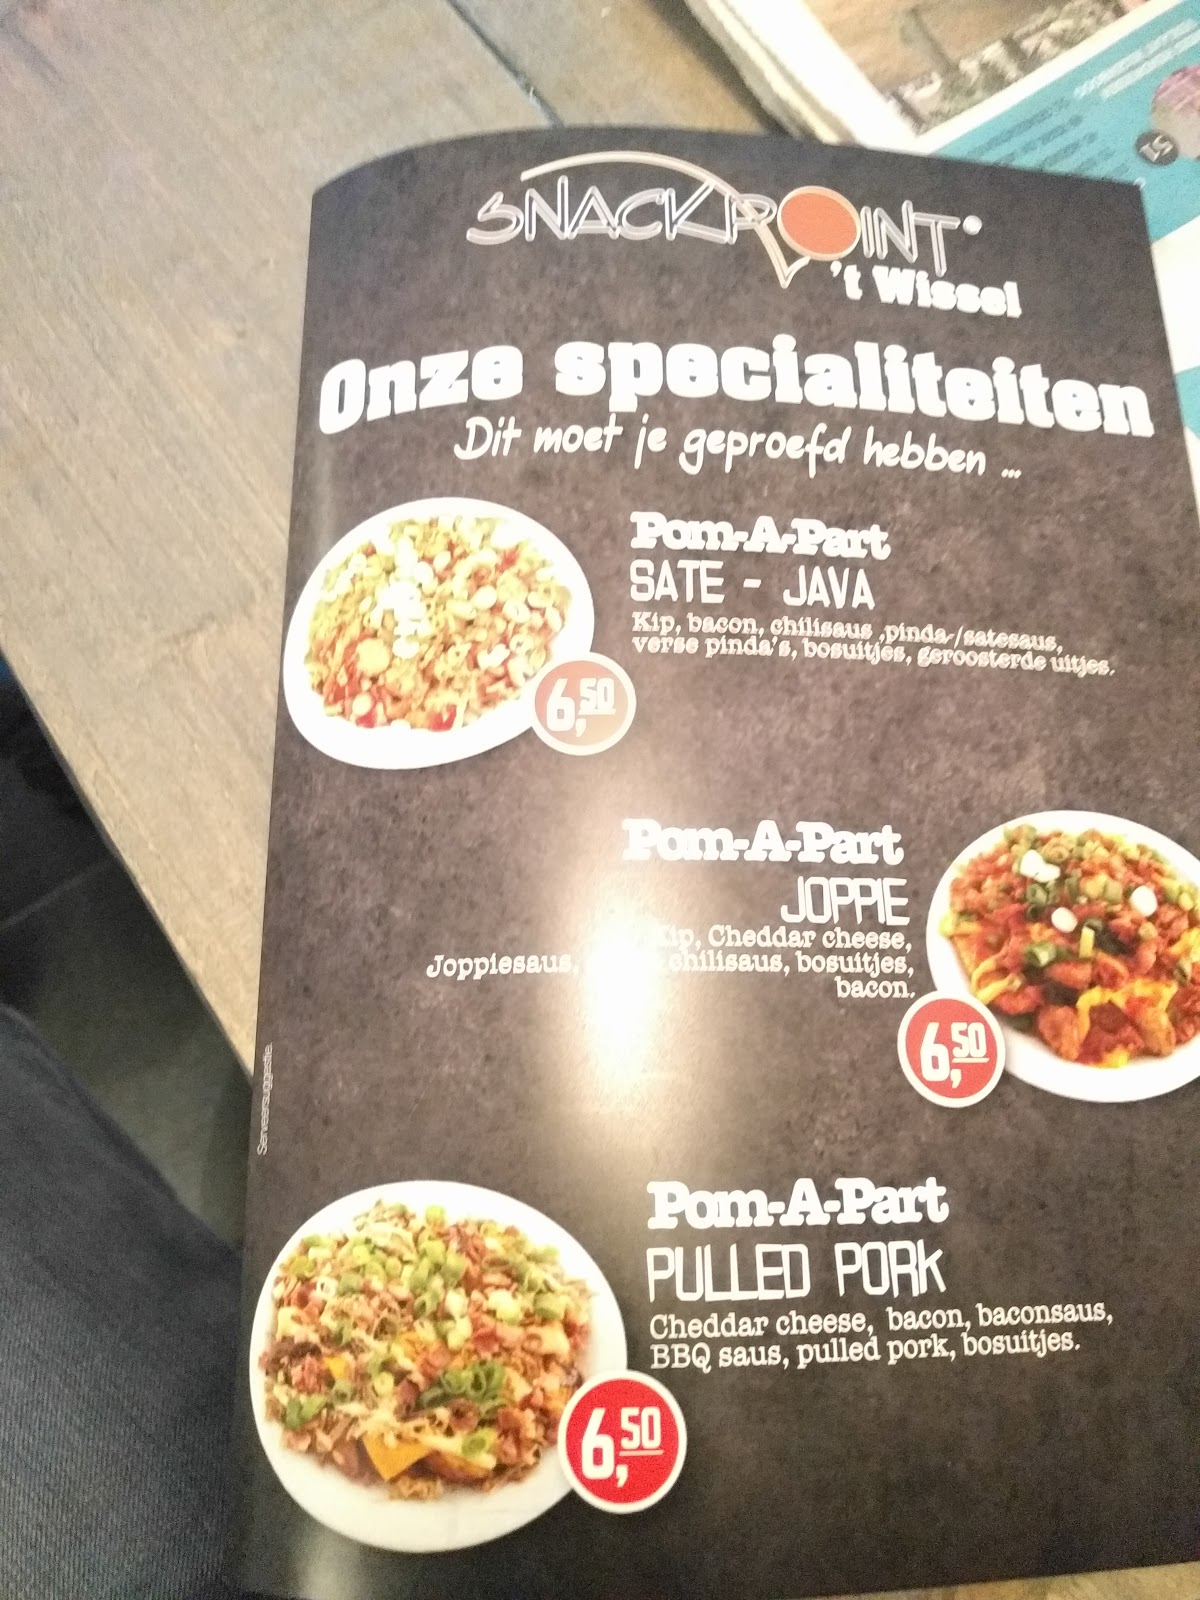 SNACKPOINT
't Wissel
Onze specialiteiten
Dit moet je geproefd hebben ...
Pom-A-Part
SATE - JAVA
Kip, bacon, chilisaus ,pinda-/satesaus,
verse pinda's, bosuitjes, geroosterde uitjes.
6,50
Pom-A-Part
JOPPIE
Kip, Cheddar cheese,
Joppiesaus, chilisaus, bosuitjes,
bacon.
6,50
Serveersuggestie.
Pom-A-Part
PULLED PORK
Cheddar cheese, bacon, baconsaus,
BBQ saus, pulled pork, bosuitjes.
6,50
51